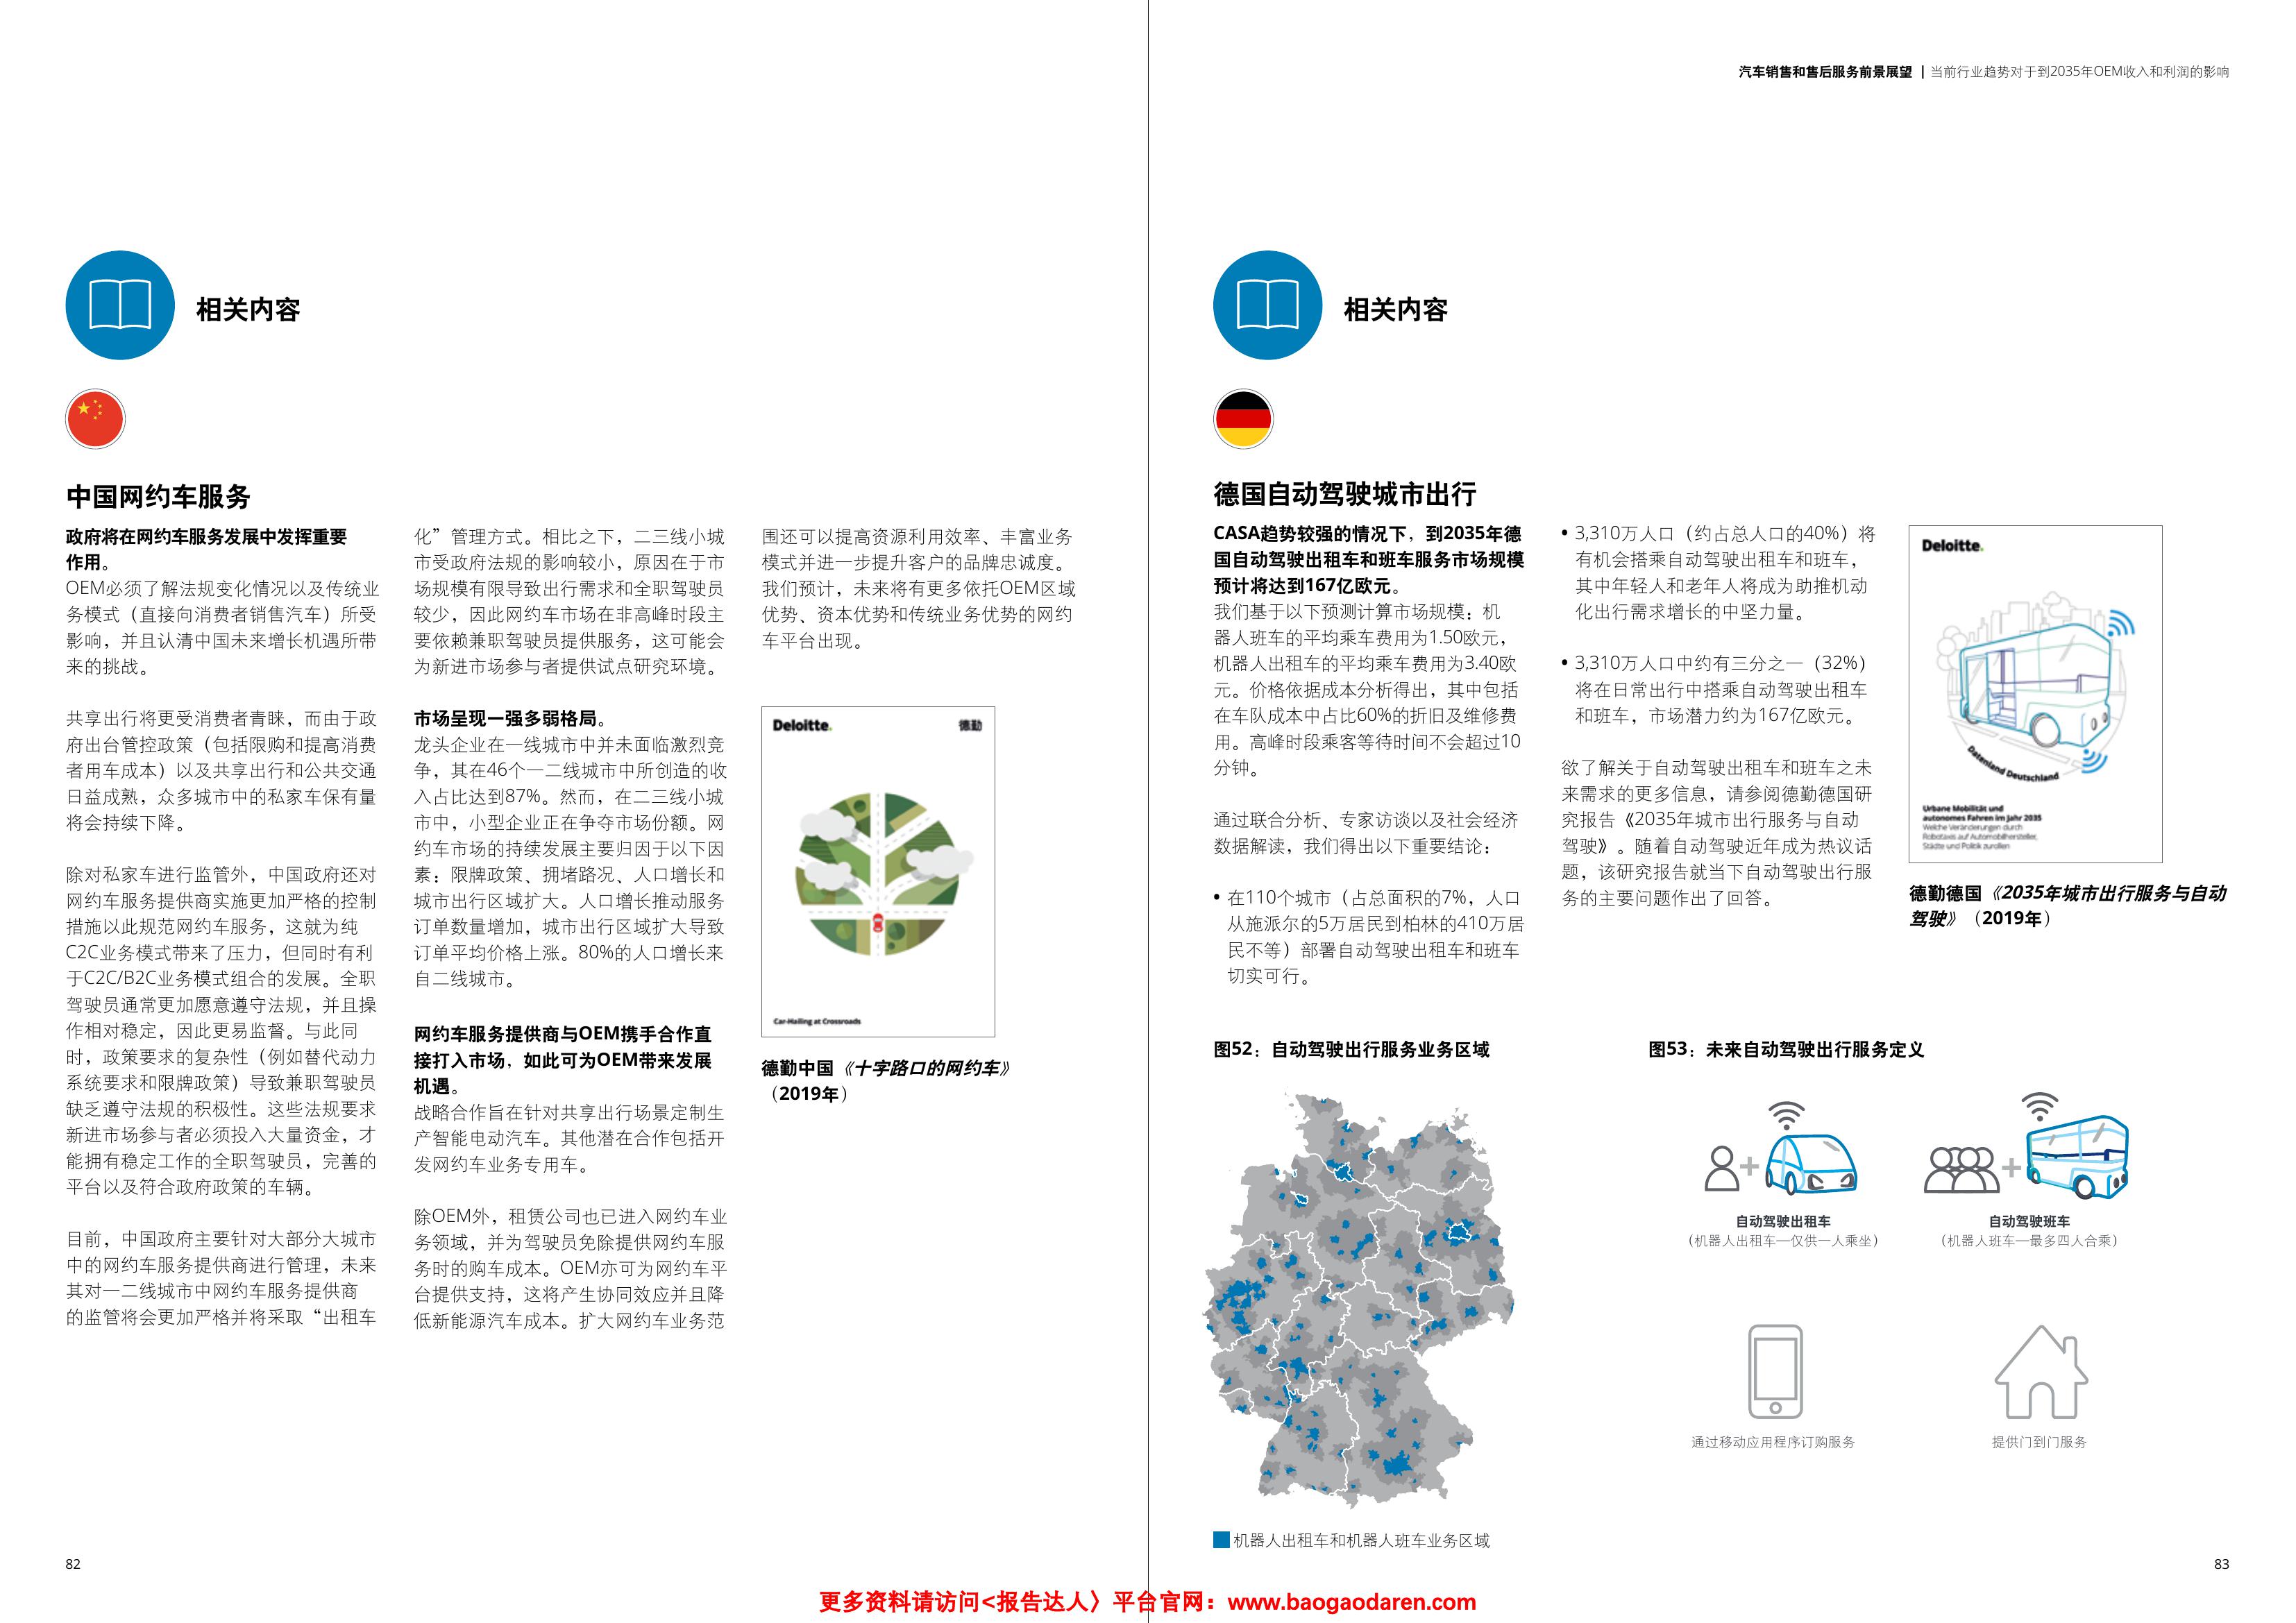 汽车销售和售后服务前景展望 | 当前行业趋势对于到2035年OEM收入和利润的影响
相关内容
中国网约车服务
政府将在网约车服务发展中发挥重要
作用。
OEM必须了解法规变化情况以及传统业
务模式（直接向消费者销售汽车）所受
影响，并且认清中国未来增长机遇所带
来的挑战。
共享出行将更受消费者青睐，而由于政
府出台管控政策（包括限购和提高消费
者用车成本）以及共享出行和公共交通
日益成熟，众多城市中的私家车保有量
将会持续下降。
除对私家车进行监管外，中国政府还对
网约车服务提供商实施更加严格的控制
措施以此规范网约车服务，这就为纯
C2C业务模式带来了压力，但同时有利
于C2C/B2C业务模式组合的发展。全职
驾驶员通常更加愿意遵守法规，并且操
作相对稳定，因此更易监督。与此同
时，政策要求的复杂性（例如替代动力
系统要求和限牌政策）导致兼职驾驶员
缺乏遵守法规的积极性。这些法规要求
新进市场参与者必须投入大量资金，才
能拥有稳定工作的全职驾驶员，完善的
平台以及符合政府政策的车辆。
目前，中国政府主要针对大部分大城市
中的网约车服务提供商进行管理，未来
其对一二线城市中网约车服务提供商
的监管将会更加严格并将采取“出租车
化”管理方式。相比之下，二三线小城
市受政府法规的影响较小，原因在于市
场规模有限导致出行需求和全职驾驶员
较少，因此网约车市场在非高峰时段主
要依赖兼职驾驶员提供服务，这可能会
为新进市场参与者提供试点研究环境。
市场呈现一强多弱格局。
龙头企业在一线城市中并未面临激烈竞
争，其在46个一二线城市中所创造的收
入占比达到87%。然而，在二三线小城
市中，小型企业正在争夺市场份额。网
约车市场的持续发展主要归因于以下因
素：限牌政策、拥堵路况、人口增长和
城市出行区域扩大。人口增长推动服务
订单数量增加，城市出行区域扩大导致
订单平均价格上涨。80%的人口增长来
自二线城市。
网约车服务提供商与OEM携手合作直
接打入市场，如此可为OEM带来发展
机遇。
战略合作旨在针对共享出行场景定制生
产智能电动汽车。其他潜在合作包括开
发网约车业务专用车。
除OEM外，租赁公司也已进入网约车业
务领域，并为驾驶员免除提供网约车服
务时的购车成本。OEM亦可为网约车平
台提供支持，这将产生协同效应并且降
低新能源汽车成本。扩大网约车业务范
围还可以提高资源利用效率、丰富业务
模式并进一步提升客户的品牌忠诚度。
我们预计，未来将有更多依托OEM区域
优势、资本优势和传统业务优势的网约
车平台出现。
Deloitte. 德勤
Car-Hailing at Crossroads
德勤中国《十字路口的网约车》
（2019年）
82
相关内容
德国自动驾驶城市出行
CASA趋势较强的情况下，到2035年德
国自动驾驶出租车和班车服务市场规模
预计将达到167亿欧元。
我们基于以下预测计算市场规模：机
器人班车的平均乘车费用为1.50欧元，
机器人出租车的平均乘车费用为3.40欧
元。价格依据成本分析得出，其中包括
在车队成本中占比60%的折旧及维修费
用。高峰时段乘客等待时间不会超过10
分钟。
通过联合分析、专家访谈以及社会经济
数据解读，我们得出以下重要结论：
• 在110个城市（占总面积的7%，人口
从施派尔的5万居民到柏林的410万居
民不等）部署自动驾驶出租车和班车
切实可行。
• 3,310万人口（约占总人口的40%）将
有机会搭乘自动驾驶出租车和班车，
其中年轻人和老年人将成为助推机动
化出行需求增长的中坚力量。
• 3,310万人口中约有三分之一（32%）
将在日常出行中搭乘自动驾驶出租车
和班车，市场潜力约为167亿欧元。
欲了解关于自动驾驶出租车和班车之未
来需求的更多信息，请参阅德勤德国研
究报告《2035年城市出行服务与自动
驾驶》。随着自动驾驶近年成为热议话
题，该研究报告就当下自动驾驶出行服
务的主要问题作出了回答。
Deloitte.
Datenland Deutschland
Urbane Mobilität und
autonomes Fahren im Jahr 2035
Welche Veränderungen durch
Robotaxis auf Automobilhersteller,
Städte und Politik zurollen
德勤德国《2035年城市出行服务与自动
驾驶》（2019年）
图52：自动驾驶出行服务业务区域
机器人出租车和机器人班车业务区域
图53：未来自动驾驶出行服务定义
自动驾驶出租车
（机器人出租车—仅供一人乘坐）
自动驾驶班车
（机器人班车—最多四人合乘）
通过移动应用程序订购服务
提供门到门服务
83
更多资料请访问<报告达人〉平台官网：www.baogaodaren.com